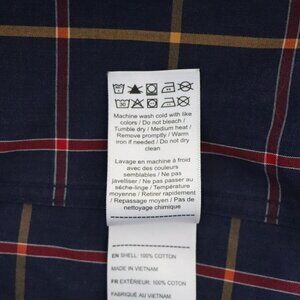 Machine wash cold with like
colors / Do not bleach /
Tumble dry / Medium heat /
Remove promptly / Warm
iron if needed / Do not dry
clean
Lavage en machine à froid
avec des couleurs
semblables / Ne pas
javelliser / Ne pas sécher au
sèche-linge / Température
moyenne / Retirer rapidement
/ Repassage moyen / Pas de
nettoyage chimique
EN SHELL: 100% COTTON
MADE IN VIETNAM
FR EXTÉRIEUR: 100% COTON
FABRIQUÉ AU VIETNAM